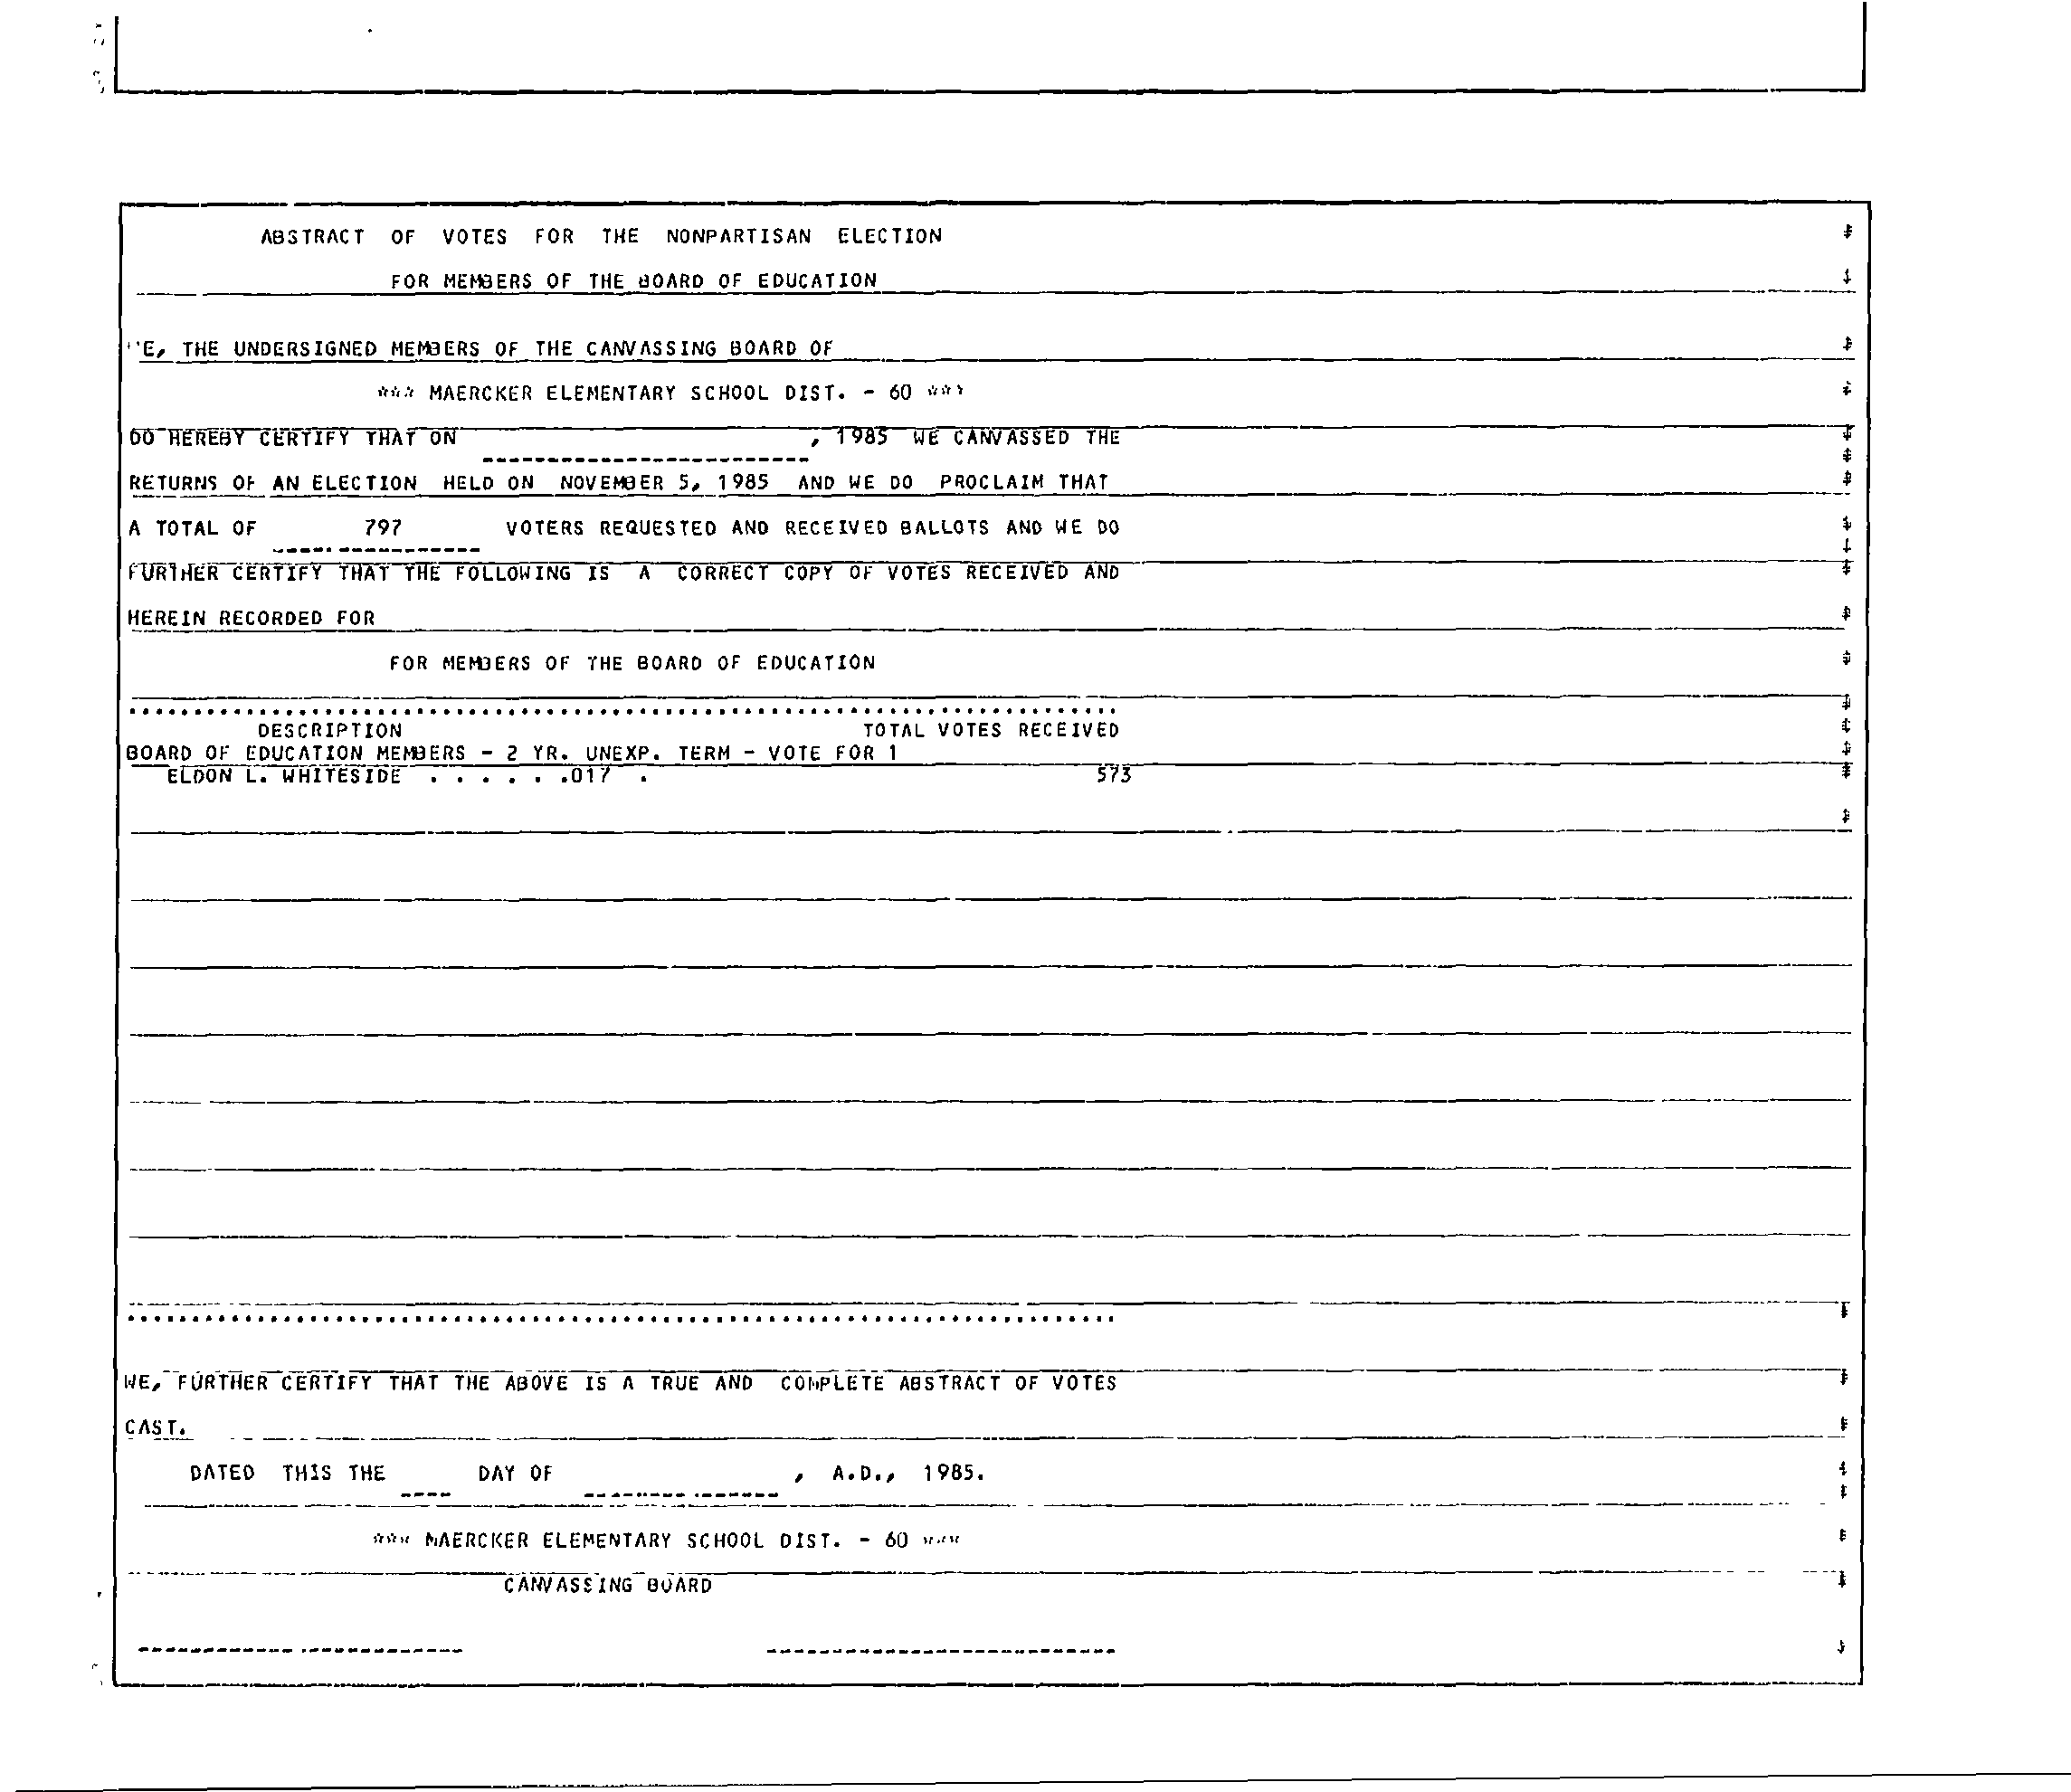 ABSTRACT OF VOTES FOR THE NONPARTISAN ELECTION
FOR MEMBERS OF THE BOARD OF EDUCATION
WE, THE UNDERSIGNED MEMBERS OF THE CANVASSING BOARD OF
*** MAERCKER ELEMENTARY SCHOOL DIST. - 60 ***
DO HEREBY CERTIFY THAT ON , 1985 WE CANVASSED THE
RETURNS OF AN ELECTION HELD ON NOVEMBER 5, 1985 AND WE DO PROCLAIM THAT
A TOTAL OF 797 VOTERS REQUESTED AND RECEIVED BALLOTS AND WE DO
FURTHER CERTIFY THAT THE FOLLOWING IS A CORRECT COPY OF VOTES RECEIVED AND
HEREIN RECORDED FOR
FOR MEMBERS OF THE BOARD OF EDUCATION
DESCRIPTION TOTAL VOTES RECEIVED
BOARD OF EDUCATION MEMBERS - 2 YR. UNEXP. TERM - VOTE FOR 1
ELDON L. WHITESIDE . . . . . .017 . 573
WE, FURTHER CERTIFY THAT THE ABOVE IS A TRUE AND COMPLETE ABSTRACT OF VOTES
CAST.
DATED THIS THE DAY OF , A.D., 1985.
*** MAERCKER ELEMENTARY SCHOOL DIST. - 60 ***
CANVASSING BOARD